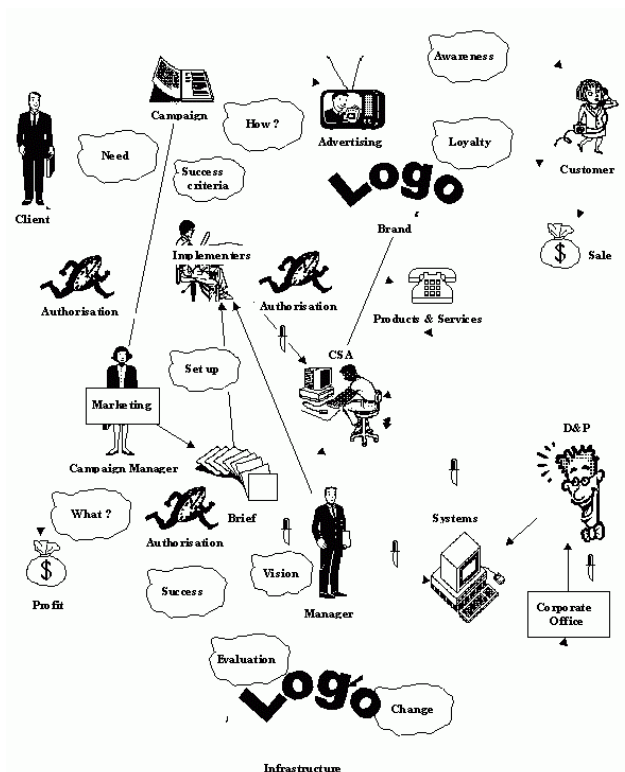 Awareness
Campaign
How ?
Advertising
Need
Loyalty
Customer
Success
criteria
Logo
Client
Brand
Implementers
$
Sale
Authorisation
Authorisation
Products & Services
CSA
Set up
Marketing
D&P
Campaign Manager
What ?
Brief
Systems
Authorisation
$
Vision
Profit
Success
Manager
Corporate
Office
Evaluation
Logo
Change
Infrastructure